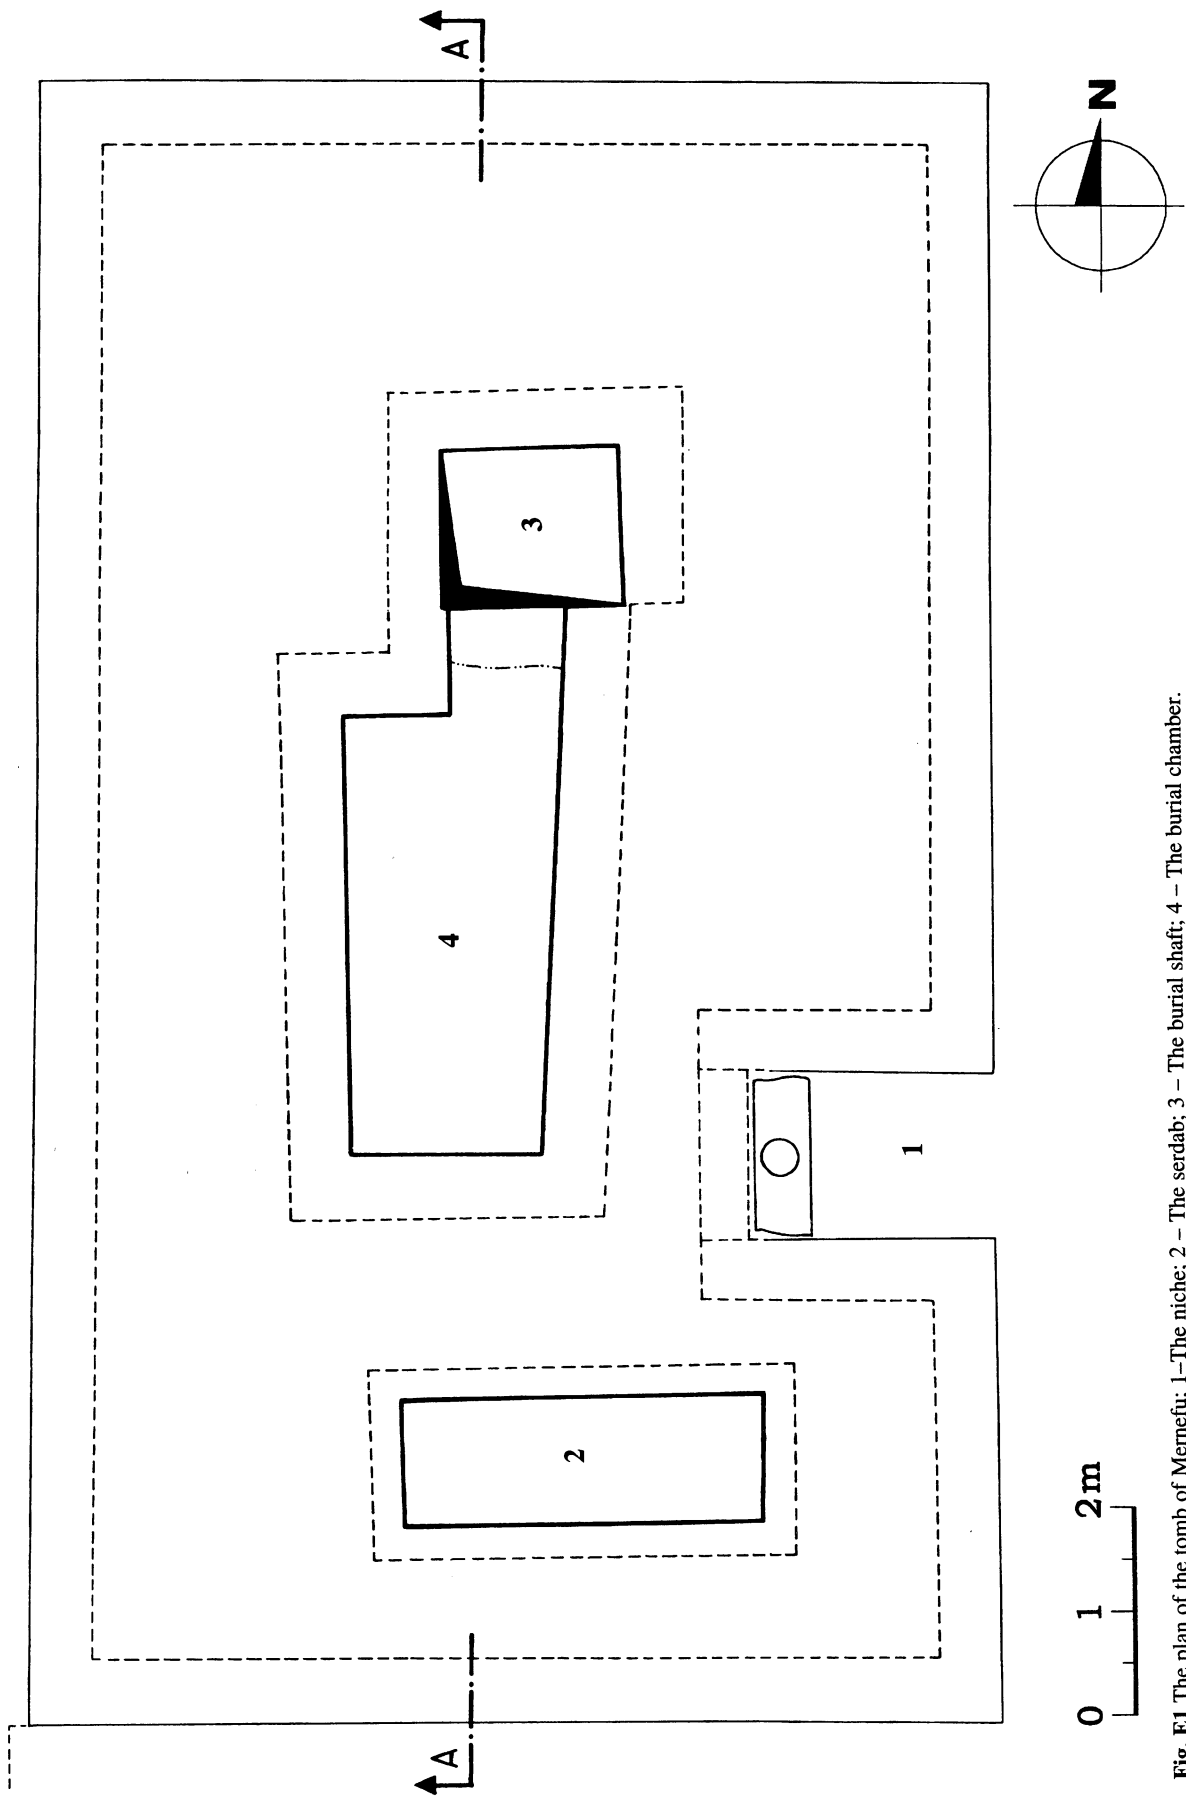 A
A
N
3
4
1
2
0 1 2m
Fig. E1 The plan of the tomb of Mernefu: 1–The niche; 2 – The serdab; 3 – The burial shaft; 4 – The burial chamber.